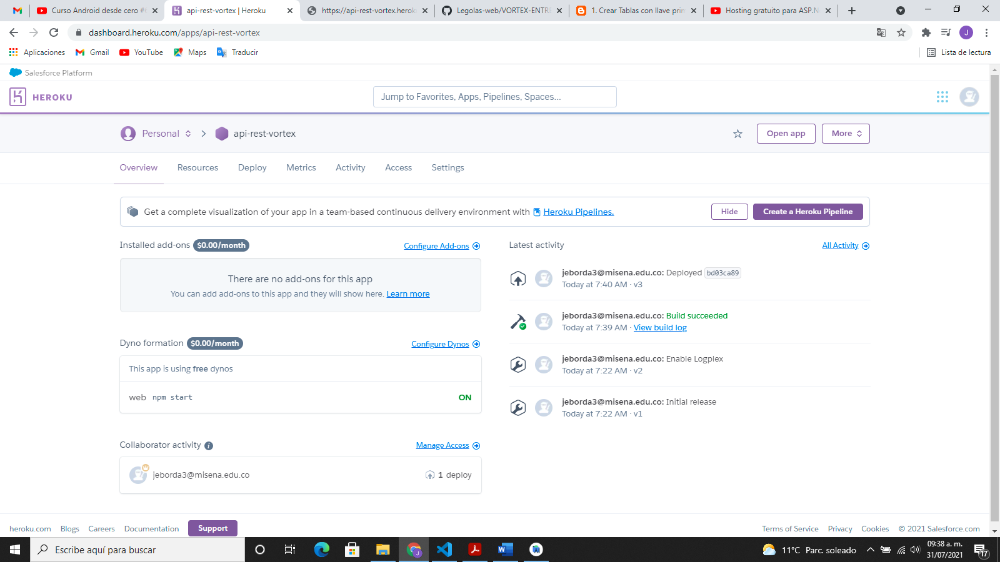 Curso Android desde cero #
api-rest-vortex | Heroku
https://api-rest-vortex.heroku
Legolas-web/VORTEX-ENTR
1. Crear Tablas con llave prim
Hosting gratuito para ASP.N
dashboard.heroku.com/apps/api-rest-vortex
J
Aplicaciones
Gmail
YouTube
Maps
Traducir
Lista de lectura
Salesforce Platform
HEROKU
Jump to Favorites, Apps, Pipelines, Spaces...
Personal
api-rest-vortex
Open app
More
Overview
Resources
Deploy
Metrics
Activity
Access
Settings
Get a complete visualization of your app in a team-based continuous delivery environment with Heroku Pipelines.
Hide
Create a Heroku Pipeline
Installed add-ons $0.00/month
Configure Add-ons
There are no add-ons for this app
You can add add-ons to this app and they will show here. Learn more
Dyno formation $0.00/month
Configure Dynos
This app is using free dynos
web npm start
ON
Collaborator activity
Manage Access
jeborda3@misena.edu.co
1 deploy
Latest activity
All Activity
jeborda3@misena.edu.co: Deployed bd03ca89
Today at 7:40 AM · v3
jeborda3@misena.edu.co: Build succeeded
Today at 7:39 AM · View build log
jeborda3@misena.edu.co: Enable Logplex
Today at 7:22 AM · v2
jeborda3@misena.edu.co: Initial release
Today at 7:22 AM · v1
heroku.com
Blogs
Careers
Documentation
Support
Terms of Service
Privacy
Cookies
© 2021 Salesforce.com
Escribe aquí para buscar
11°C Parc. soleado
09:38 a. m.
31/07/2021
17